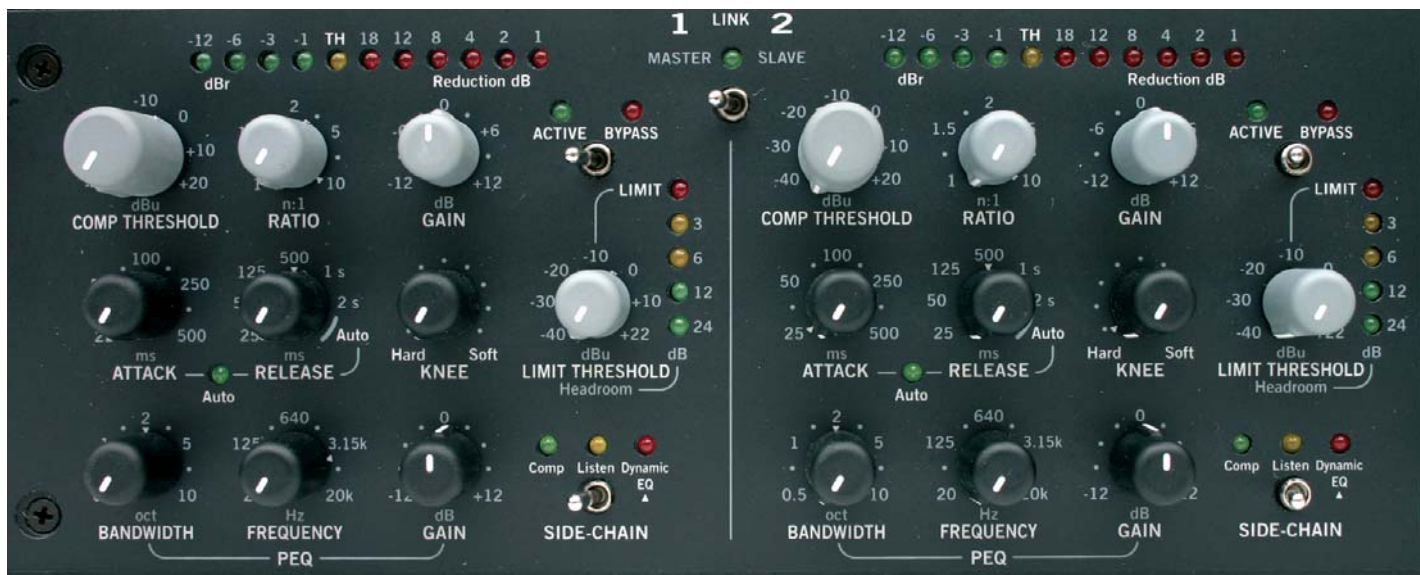 1 LINK 2
MASTER SLAVE
-12 -6 -3 -1 TH 18 12 8 4 2 1
dBr Reduction dB
-10 0 +10 +20
dBu
COMP THRESHOLD
2 5 10 1
n:1
RATIO
0 +6 +12 -12
dB
GAIN
ACTIVE BYPASS
LIMIT
3
6
12
24
dB
100 250 500
ms
ATTACK
125 500 1 s 2 s Auto
ms
RELEASE
Auto
Hard Soft
KNEE
-40 -30 -20 -10 0 +10 +22
dBu
LIMIT THRESHOLD
Headroom
2 5 10
oct
BANDWIDTH
640 3.15k 20k
Hz
FREQUENCY
-12 0 +12
dB
GAIN
PEQ
Comp Listen Dynamic
EQ
SIDE-CHAIN
-12 -6 -3 -1 TH 18 12 8 4 2 1
dBr Reduction dB
-40 -30 -20 -10 0 +20
dBu
COMP THRESHOLD
1 1.5 2 5 10
n:1
RATIO
-12 -6 0 +6 +12
dB
GAIN
ACTIVE BYPASS
LIMIT
3
6
12
24
dB
25 50 100 250 500
ms
ATTACK
25 50 125 500 1 s 2 s Auto
ms
RELEASE
Auto
Hard Soft
KNEE
-40 -30 -20 -10 0
dBu
LIMIT THRESHOLD
Headroom
0.5 1 2 5 10
oct
BANDWIDTH
20 125 640 3.15k 20k
Hz
FREQUENCY
-12 0
dB
GAIN
PEQ
Comp Listen Dynamic
EQ
SIDE-CHAIN